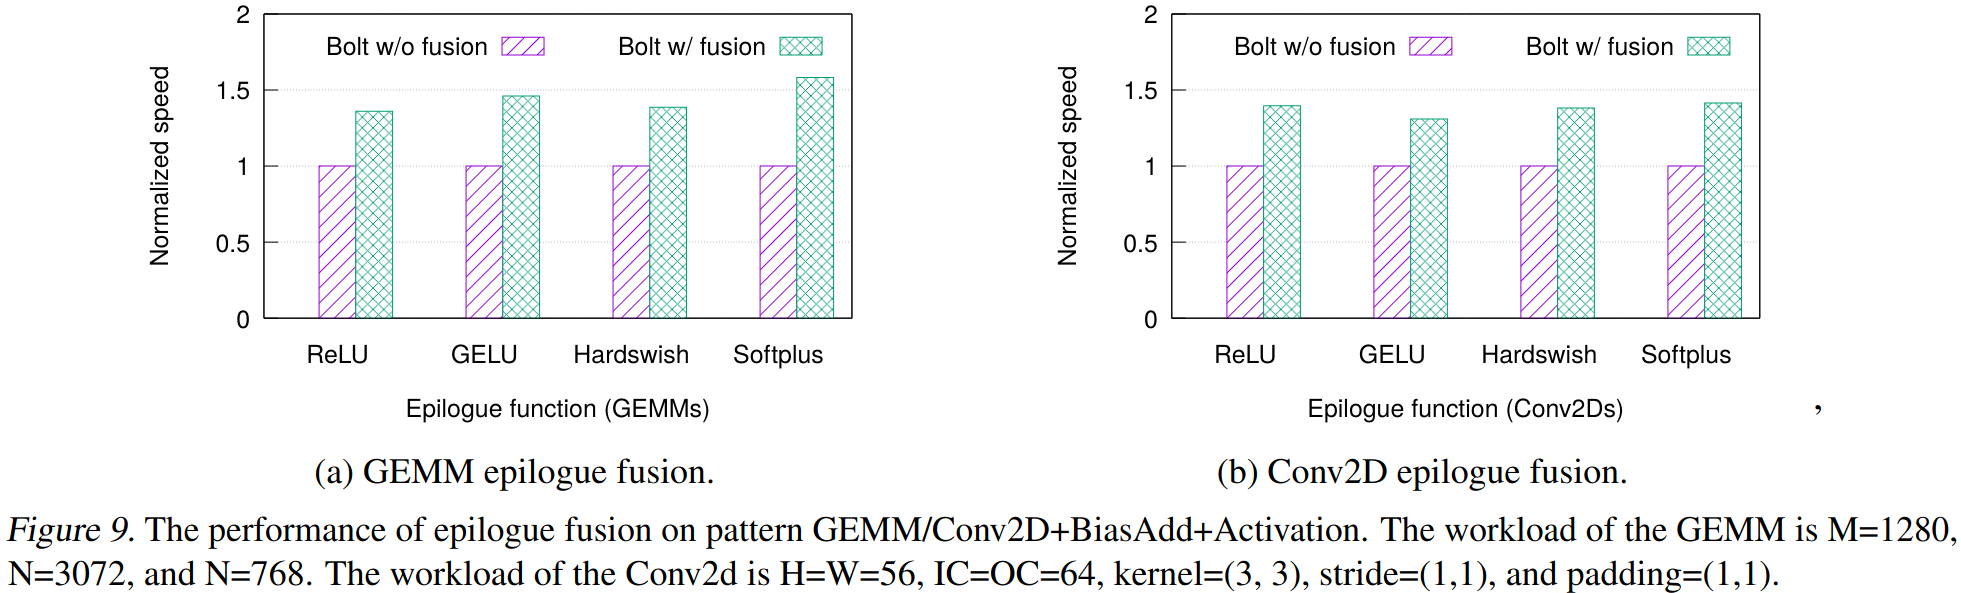 2
1.5
1
0.5
0
Normalized speed
Bolt w/o fusion
Bolt w/ fusion
ReLU GELU Hardswish Softplus
Epilogue function (GEMMs)
(a) GEMM epilogue fusion.
2
1.5
1
0.5
0
Normalized speed
Bolt w/o fusion
Bolt w/ fusion
ReLU GELU Hardswish Softplus
Epilogue function (Conv2Ds)
,
(b) Conv2D epilogue fusion.
Figure 9. The performance of epilogue fusion on pattern GEMM/Conv2D+BiasAdd+Activation. The workload of the GEMM is M=1280,
N=3072, and N=768. The workload of the Conv2d is H=W=56, IC=OC=64, kernel=(3, 3), stride=(1,1), and padding=(1,1).